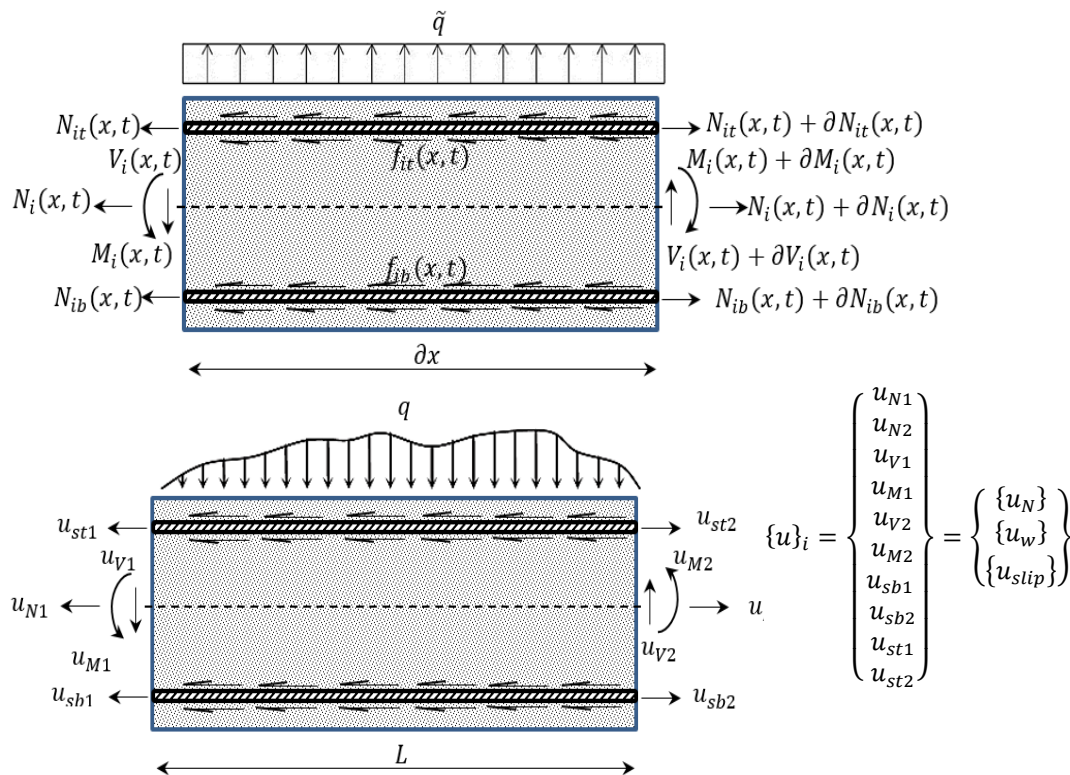 q̃
N_it(x, t)
N_it(x, t) + ∂N_it(x, t)
V_i(x, t)
f_it(x, t)
M_i(x, t) + ∂M_i(x, t)
N_i(x, t)
N_i(x, t) + ∂N_i(x, t)
M_i(x, t)
f_ib(x, t)
V_i(x, t) + ∂V_i(x, t)
N_ib(x, t)
N_ib(x, t) + ∂N_ib(x, t)
∂x
q
u_st1
u_st2
u_V1
u_M2
u_N1
u
u_M1
u_V2
u_sb1
u_sb2
L
{u}_i = { u_N1 u_N2 u_V1 u_M1 u_V2 u_M2 u_sb1 u_sb2 u_st1 u_st2 } = { {u_N} {u_w} {u_slip} }